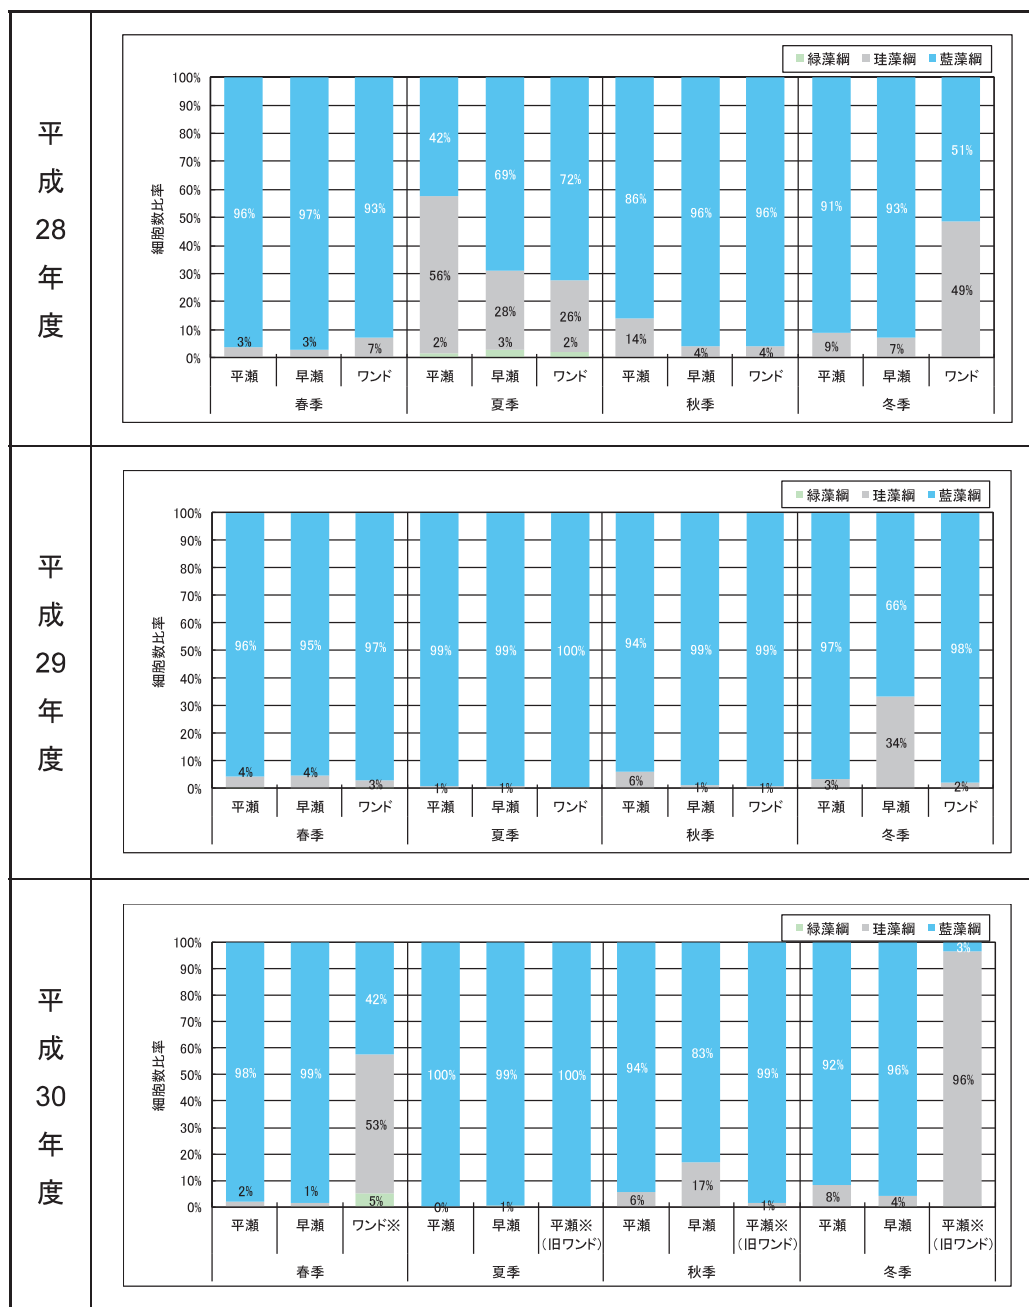 平成28年度
緑藻綱 珪藻綱 藍藻綱
細胞数比率
100%
90%
80%
70%
60%
50%
40%
30%
20%
10%
0%
96% 97% 93% 42% 69% 72% 86% 96% 96% 91% 93% 51%
3% 3% 7% 56% 28% 26% 14% 4% 4% 9% 7% 49%
2% 3% 2%
平瀬 早瀬 ワンド 平瀬 早瀬 ワンド 平瀬 早瀬 ワンド 平瀬 早瀬 ワンド
春季 夏季 秋季 冬季
平成29年度
緑藻綱 珪藻綱 藍藻綱
細胞数比率
100%
90%
80%
70%
60%
50%
40%
30%
20%
10%
0%
96% 95% 97% 99% 99% 100% 94% 99% 99% 97% 66% 98%
4% 4% 3% 1% 1% 6% 1% 1% 3% 34% 2%
平瀬 早瀬 ワンド 平瀬 早瀬 ワンド 平瀬 早瀬 ワンド 平瀬 早瀬 ワンド
春季 夏季 秋季 冬季
平成30年度
緑藻綱 珪藻綱 藍藻綱
細胞数比率
100%
90%
80%
70%
60%
50%
40%
30%
20%
10%
0%
98% 99% 42% 100% 99% 100% 94% 83% 99% 92% 96% 3%
2% 1% 53% 0% 1% 6% 17% 1% 8% 4% 96%
5%
平瀬 早瀬 ワンド※ 平瀬 早瀬 平瀬※ 平瀬 早瀬 平瀬※ 平瀬 早瀬 平瀬※
(旧ワンド) (旧ワンド) (旧ワンド)
春季 夏季 秋季 冬季